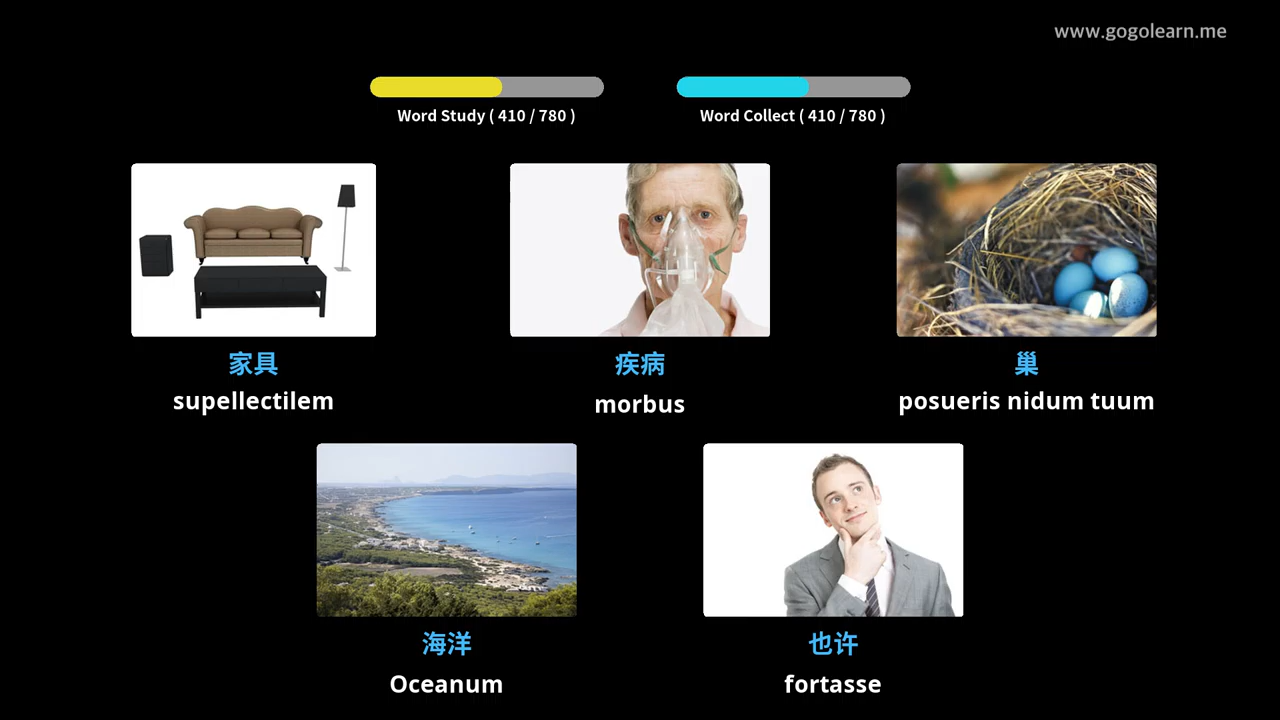 www.gogolearn.me
Word Study ( 410 / 780 )
Word Collect ( 410 / 780 )
家具
supellectilem
疾病
morbus
巢
posueris nidum tuum
海洋
Oceanum
也许
fortasse